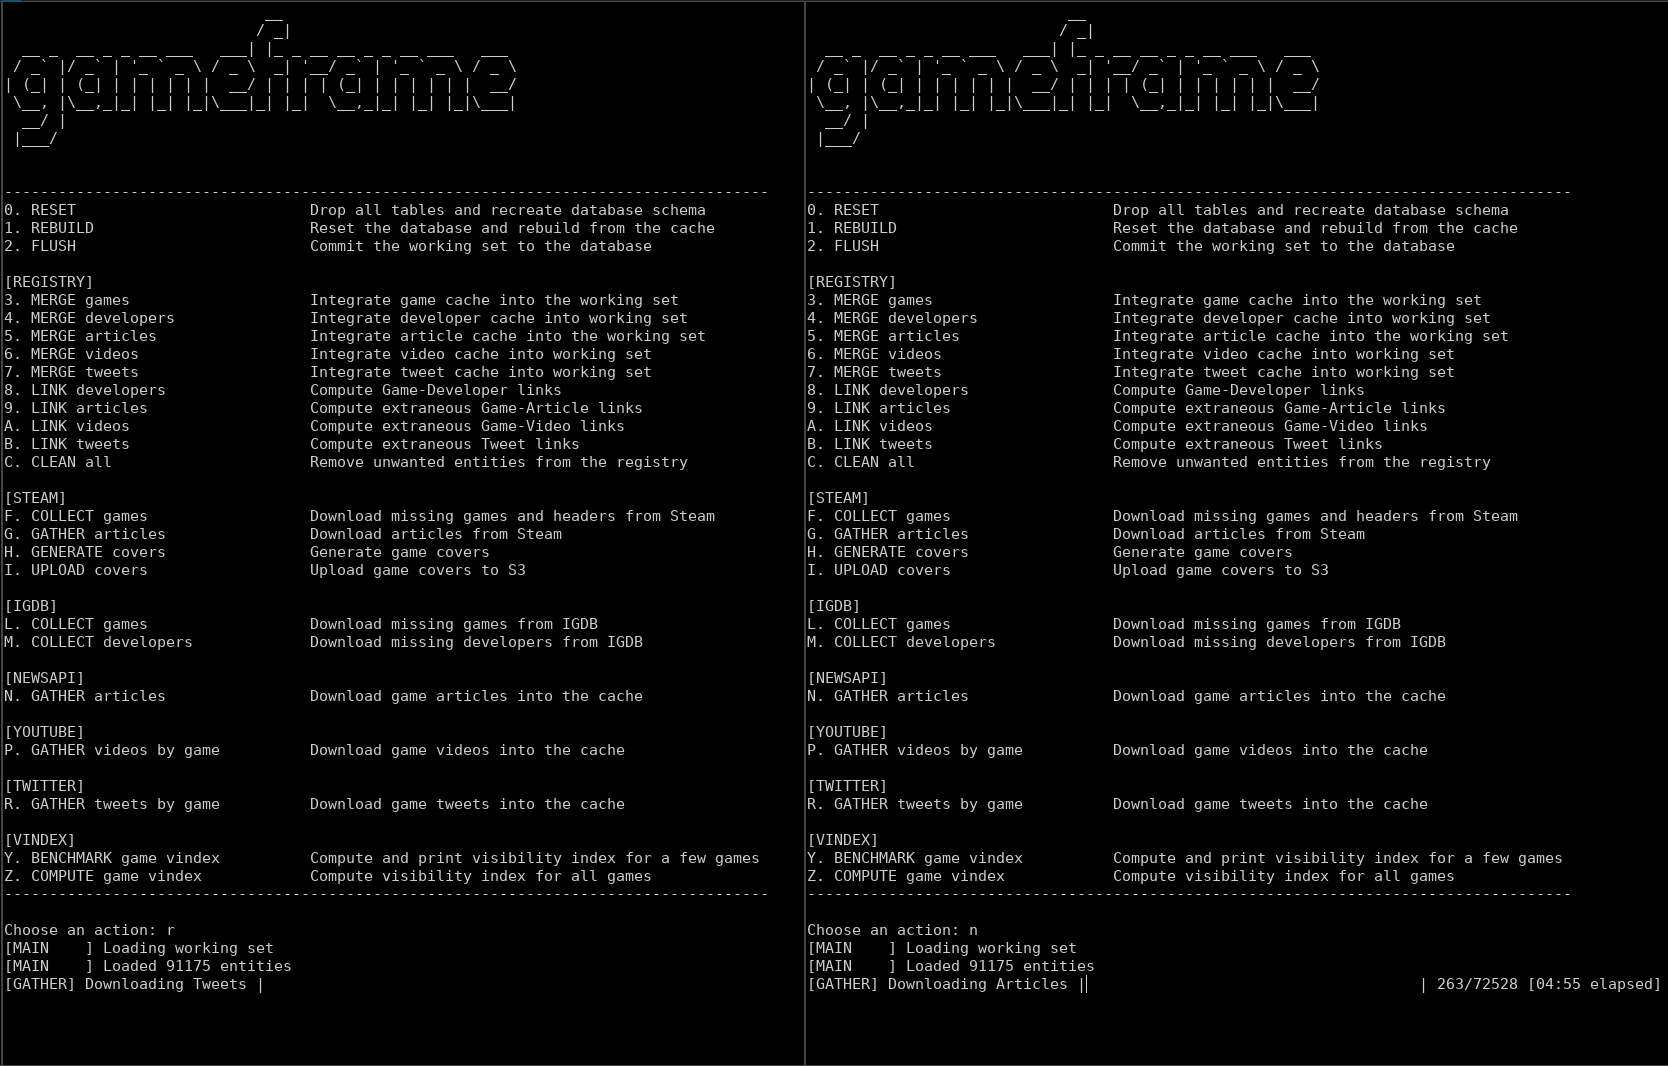 gameframe
--------------------------------------------------------------------------------
0. RESET Drop all tables and recreate database schema
1. REBUILD Reset the database and rebuild from the cache
2. FLUSH Commit the working set to the database
[REGISTRY]
3. MERGE games Integrate game cache into the working set
4. MERGE developers Integrate developer cache into working set
5. MERGE articles Integrate article cache into the working set
6. MERGE videos Integrate video cache into working set
7. MERGE tweets Integrate tweet cache into working set
8. LINK developers Compute Game-Developer links
9. LINK articles Compute extraneous Game-Article links
A. LINK videos Compute extraneous Game-Video links
B. LINK tweets Compute extraneous Tweet links
C. CLEAN all Remove unwanted entities from the registry
[STEAM]
F. COLLECT games Download missing games and headers from Steam
G. GATHER articles Download articles from Steam
H. GENERATE covers Generate game covers
I. UPLOAD covers Upload game covers to S3
[IGDB]
L. COLLECT games Download missing games from IGDB
M. COLLECT developers Download missing developers from IGDB
[NEWSAPI]
N. GATHER articles Download game articles into the cache
[YOUTUBE]
P. GATHER videos by game Download game videos into the cache
[TWITTER]
R. GATHER tweets by game Download game tweets into the cache
[VINDEX]
Y. BENCHMARK game vindex Compute and print visibility index for a few games
Z. COMPUTE game vindex Compute visibility index for all games
--------------------------------------------------------------------------------
Choose an action: r
[MAIN    ] Loading working set
[MAIN    ] Loaded 91175 entities
[GATHER] Downloading Tweets |
gameframe
--------------------------------------------------------------------------------
0. RESET Drop all tables and recreate database schema
1. REBUILD Reset the database and rebuild from the cache
2. FLUSH Commit the working set to the database
[REGISTRY]
3. MERGE games Integrate game cache into the working set
4. MERGE developers Integrate developer cache into working set
5. MERGE articles Integrate article cache into the working set
6. MERGE videos Integrate video cache into working set
7. MERGE tweets Integrate tweet cache into working set
8. LINK developers Compute Game-Developer links
9. LINK articles Compute extraneous Game-Article links
A. LINK videos Compute extraneous Game-Video links
B. LINK tweets Compute extraneous Tweet links
C. CLEAN all Remove unwanted entities from the registry
[STEAM]
F. COLLECT games Download missing games and headers from Steam
G. GATHER articles Download articles from Steam
H. GENERATE covers Generate game covers
I. UPLOAD covers Upload game covers to S3
[IGDB]
L. COLLECT games Download missing games from IGDB
M. COLLECT developers Download missing developers from IGDB
[NEWSAPI]
N. GATHER articles Download game articles into the cache
[YOUTUBE]
P. GATHER videos by game Download game videos into the cache
[TWITTER]
R. GATHER tweets by game Download game tweets into the cache
[VINDEX]
Y. BENCHMARK game vindex Compute and print visibility index for a few games
Z. COMPUTE game vindex Compute visibility index for all games
--------------------------------------------------------------------------------
Choose an action: n
[MAIN    ] Loading working set
[MAIN    ] Loaded 91175 entities
[GATHER] Downloading Articles | | 263/72528 [04:55 elapsed]